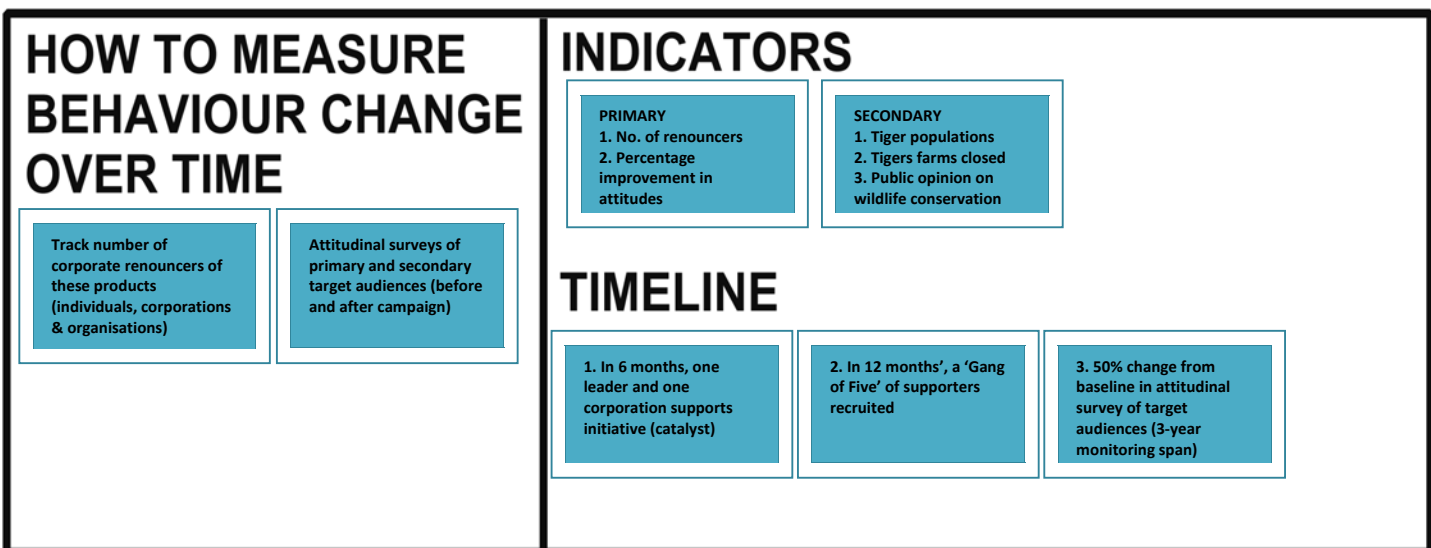 HOW TO MEASURE
BEHAVIOUR CHANGE
OVER TIME
Track number of
corporate renouncers of
these products
(individuals, corporations
& organisations)
Attitudinal surveys of
primary and secondary
target audiences (before
and after campaign)
INDICATORS
PRIMARY
1. No. of renouncers
2. Percentage
improvement in
attitudes
SECONDARY
1. Tiger populations
2. Tigers farms closed
3. Public opinion on
wildlife conservation
TIMELINE
1. In 6 months, one
leader and one
corporation supports
initiative (catalyst)
2. In 12 months’, a ‘Gang
of Five’ of supporters
recruited
3. 50% change from
baseline in attitudinal
survey of target
audiences (3-year
monitoring span)